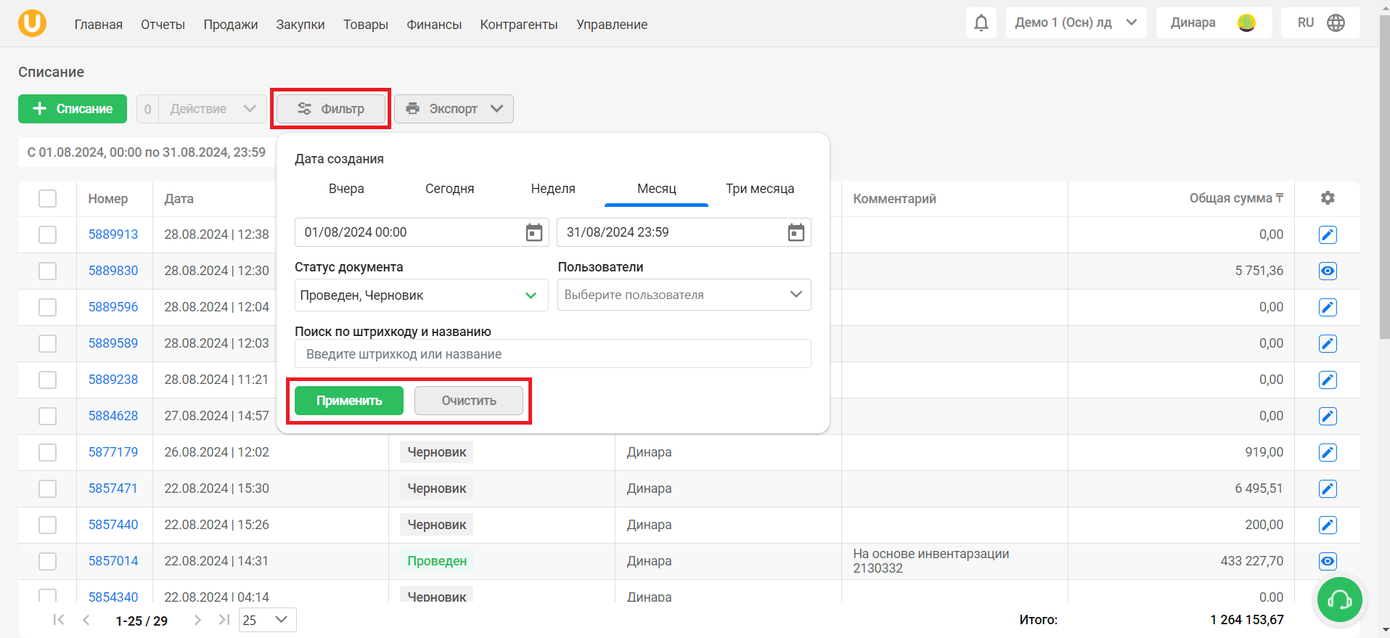 U
Главная Отчеты Продажи Закупки Товары Финансы Контрагенты Управление
Демо 1 (Осн) лд
Динара
RU
Списание
+ Списание
0 Действие
Фильтр
Экспорт
С 01.08.2024, 00:00 по 31.08.2024, 23:59
Дата создания
Вчера Сегодня Неделя Месяц Три месяца
01/08/2024 00:00 31/08/2024 23:59
Статус документа Пользователи
Проведен, Черновик Выберите пользователя
Поиск по штрихкоду и названию
Введите штрихкод или название
Применить Очистить
Номер Дата Комментарий Общая сумма ₸
5889913 28.08.2024 | 12:38 0,00
5889830 28.08.2024 | 12:30 5 751,36
5889596 28.08.2024 | 12:04 0,00
5889589 28.08.2024 | 12:03 0,00
5889238 28.08.2024 | 11:21 0,00
5884628 27.08.2024 | 14:57 0,00
5877179 26.08.2024 | 12:02 Черновик Динара 919,00
5857471 22.08.2024 | 15:30 Черновик Динара 6 495,51
5857440 22.08.2024 | 15:26 Черновик Динара 200,00
5857014 22.08.2024 | 14:31 Проведен Динара На основе инвентарзации 433 227,70
2130332
5854340 22.08.2024 | 04:14 Черновик Динара 0,00
1-25 / 29 25 Итого: 1 264 153,67